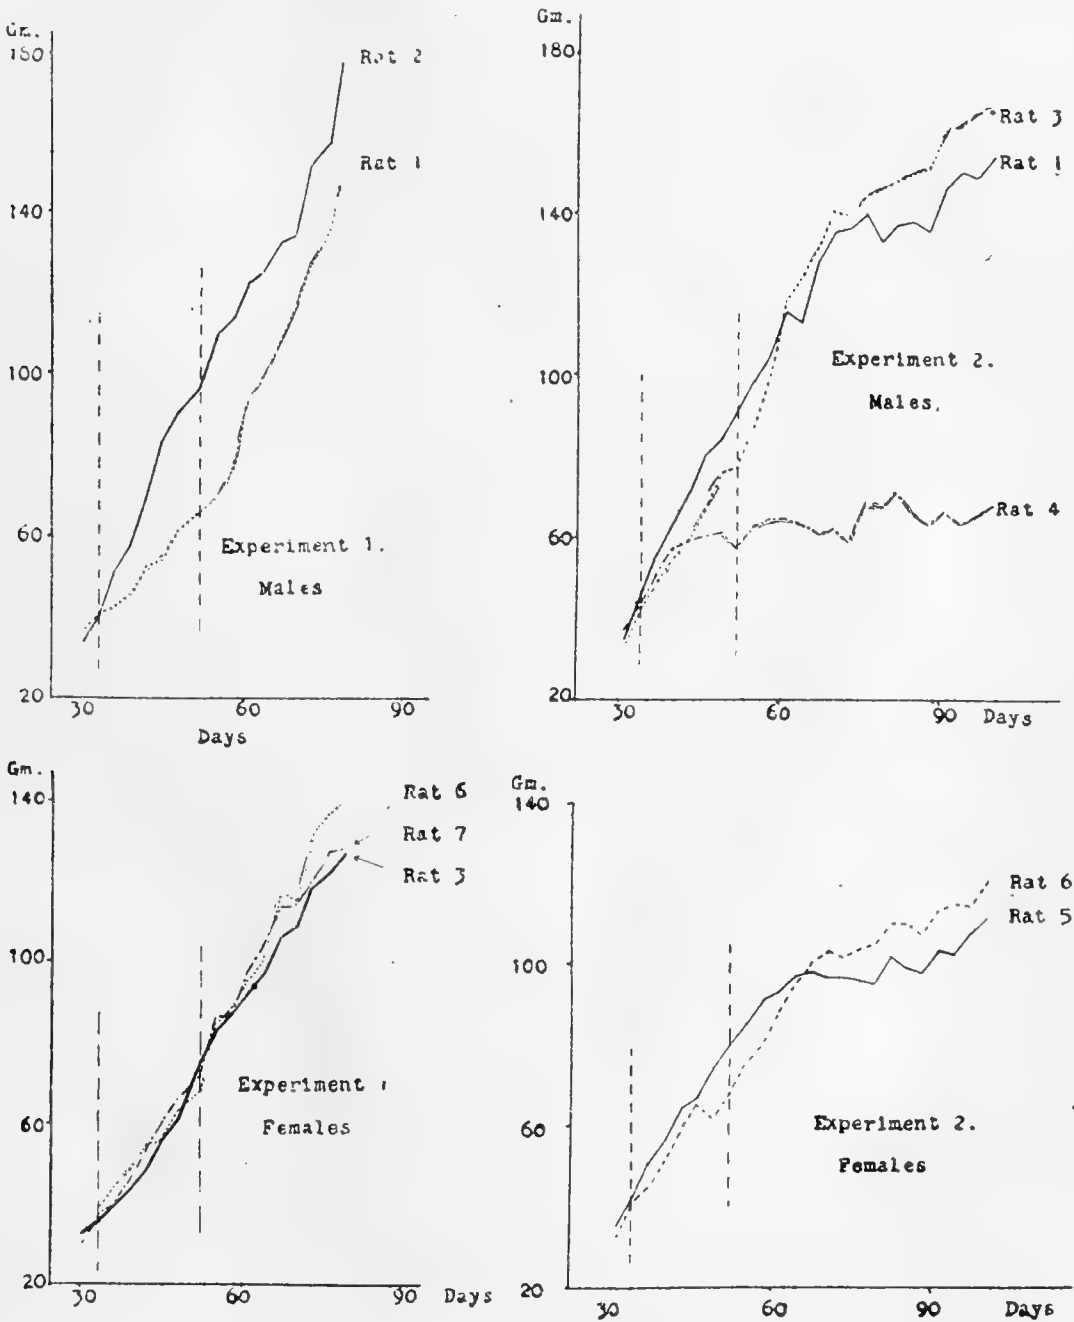 Gm.
180
Rat 2
Rat 1
140
100
60
Experiment 1.
Males
20
30
60
90
Days
Gm.
180
Rat 3
Rat 1
140
100
Experiment 2.
Males.
60
Rat 4
20
30
60
90
Days
Gm.
140
Rat 6
Rat 7
Rat 3
100
60
Experiment 1
Females
20
30
60
90
Days
Gm.
140
Rat 6
Rat 5
100
60
Experiment 2.
Females
20
30
60
90
Days